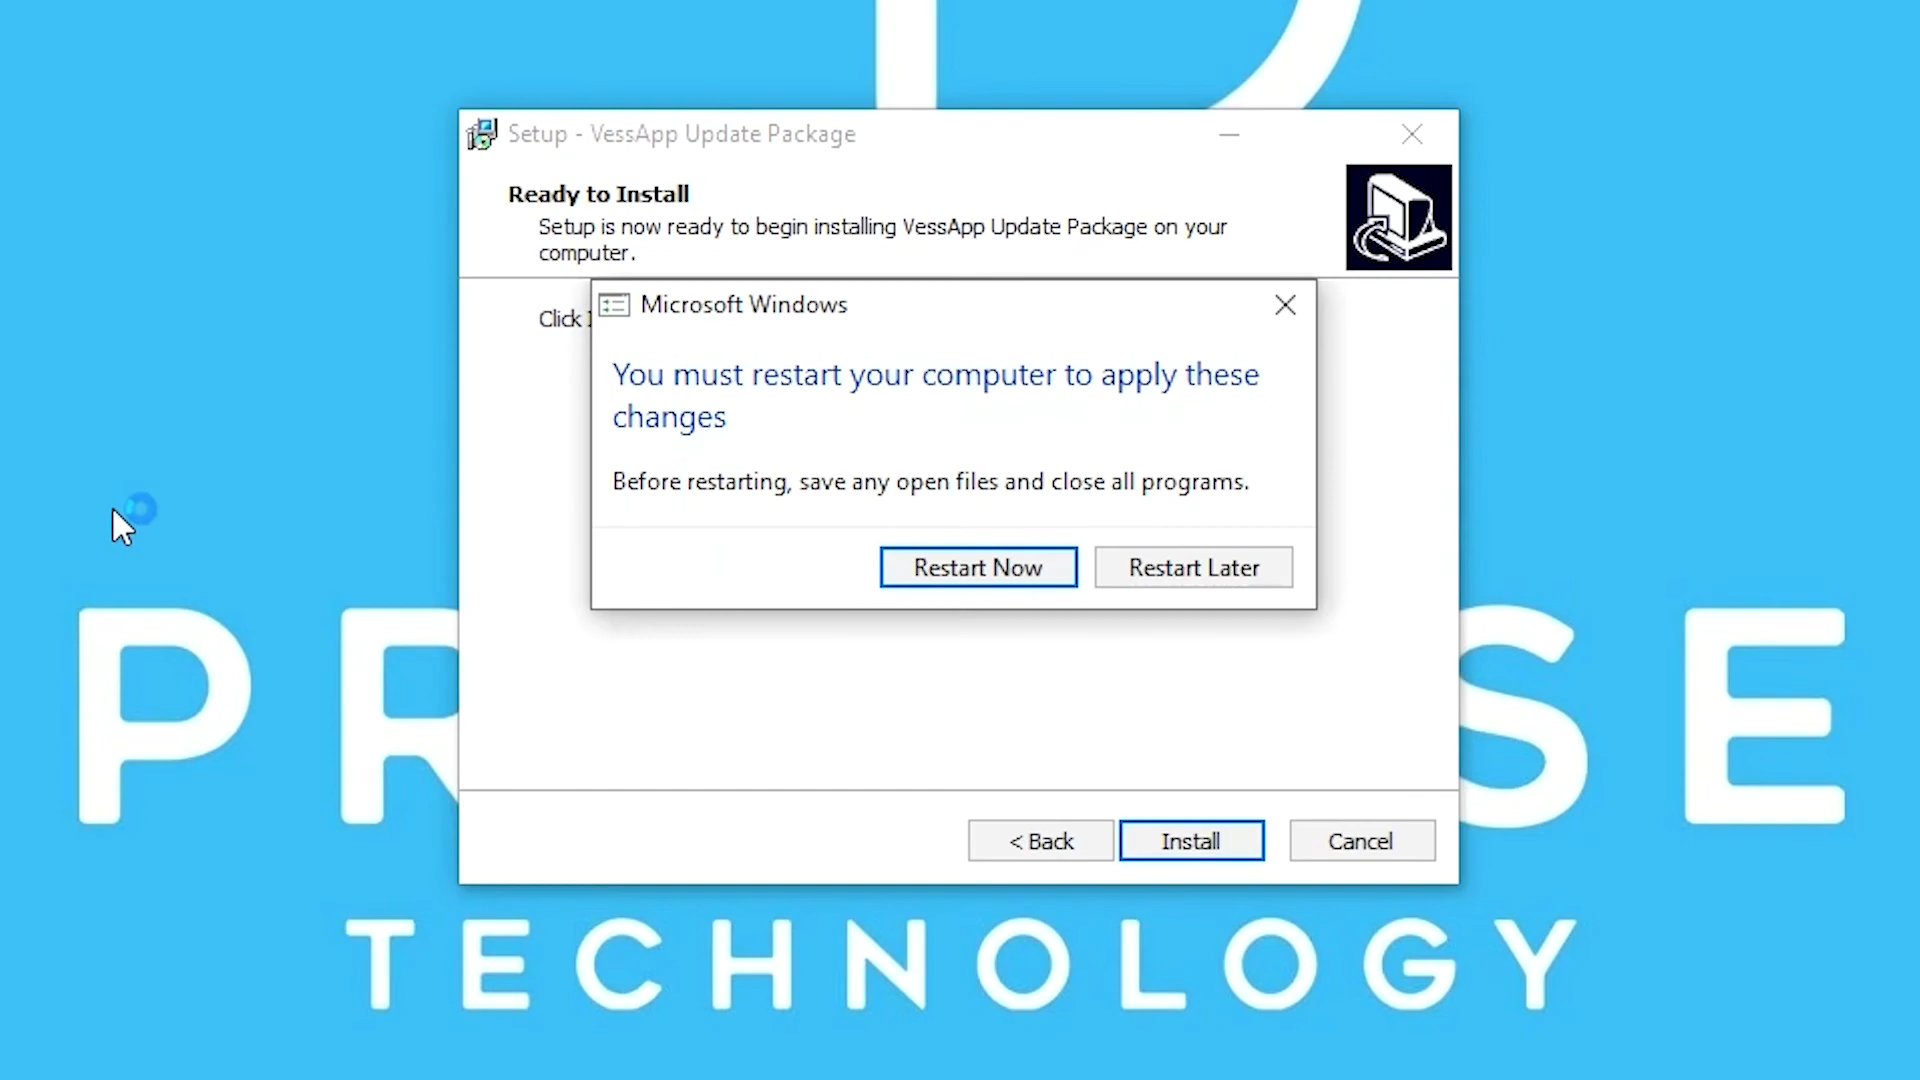 Setup - VessApp Update Package
Ready to Install
Setup is now ready to begin installing VessApp Update Package on your
computer.
Click
Microsoft Windows
You must restart your computer to apply these
changes
Before restarting, save any open files and close all programs.
Restart Now
Restart Later
< Back
Install
Cancel
P
SE
TECHNOLOGY